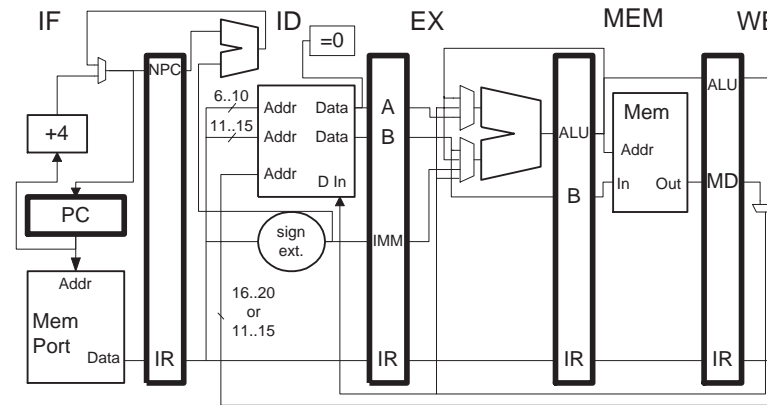 IF
ID
EX
MEM
WE
=0
NPC
+4
PC
Addr
Mem
Port
Data
IR
6..10
11..15
Addr
Data
Addr
Data
Addr
D In
sign
ext.
16..20
or
11..15
A
B
IMM
IR
ALU
B
IR
Mem
Addr
In
Out
ALU
MD
IR